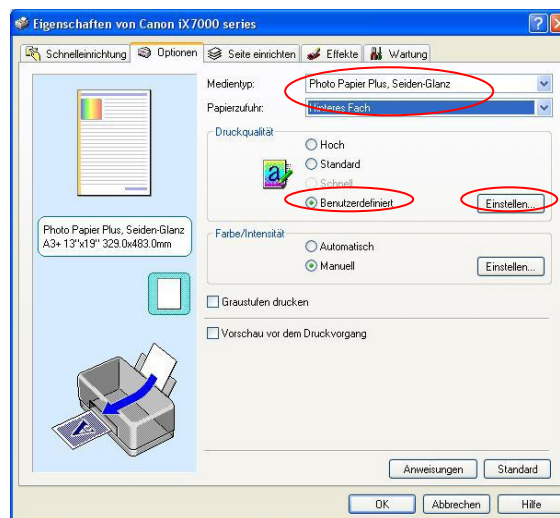 Eigenschaften von Canon iX7000 series
Schnelleinrichtung Optionen Seite einrichten Effekte Wartung
Medientyp: Photo Papier Plus, Seiden-Glanz
Papierzufuhr: Hinteres Fach
Druckqualität
Hoch
Standard
Schnell
Benutzerdefiniert Einstellen...
Photo Papier Plus, Seiden-Glanz
A3+ 13"x19" 329.0x483.0mm
Farbe/Intensität
Automatisch
Manuell Einstellen...
Graustufen drucken
Vorschau vor dem Druckvorgang
Anweisungen Standard
OK Abbrechen Hilfe